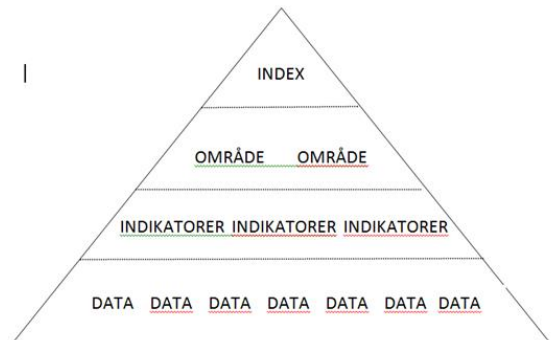 INDEX
OMRÅDE OMRÅDE
INDIKATORER INDIKATORER INDIKATORER
DATA DATA DATA DATA DATA DATA DATA